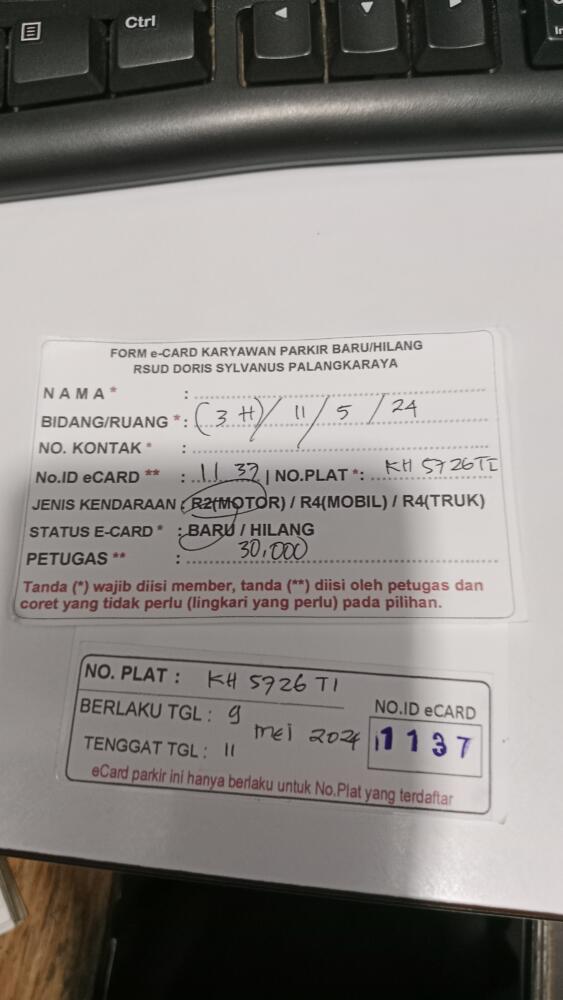 Ctrl
FORM e-CARD KARYAWAN PARKIR BARU/HILANG
RSUD DORIS SYLVANUS PALANGKARAYA
NAMA* :
BIDANG/RUANG *: (3 H) / 11 / 5 / 24
NO. KONTAK * :
No.ID eCARD ** : 11 37 | NO.PLAT *: KH 5726 TI
JENIS KENDARAAN : R2(MOTOR) / R4(MOBIL) / R4(TRUK)
STATUS E-CARD * : BARU / HILANG
PETUGAS ** : 30,000
Tanda (*) wajib diisi member, tanda (**) diisi oleh petugas dan
coret yang tidak perlu (lingkari yang perlu) pada pilihan.
NO. PLAT : KH 5726 TI
BERLAKU TGL : 9 mei 2024
TENGGAT TGL : 11
NO.ID eCARD
1137
eCard parkir ini hanya berlaku untuk No.Plat yang terdaftar